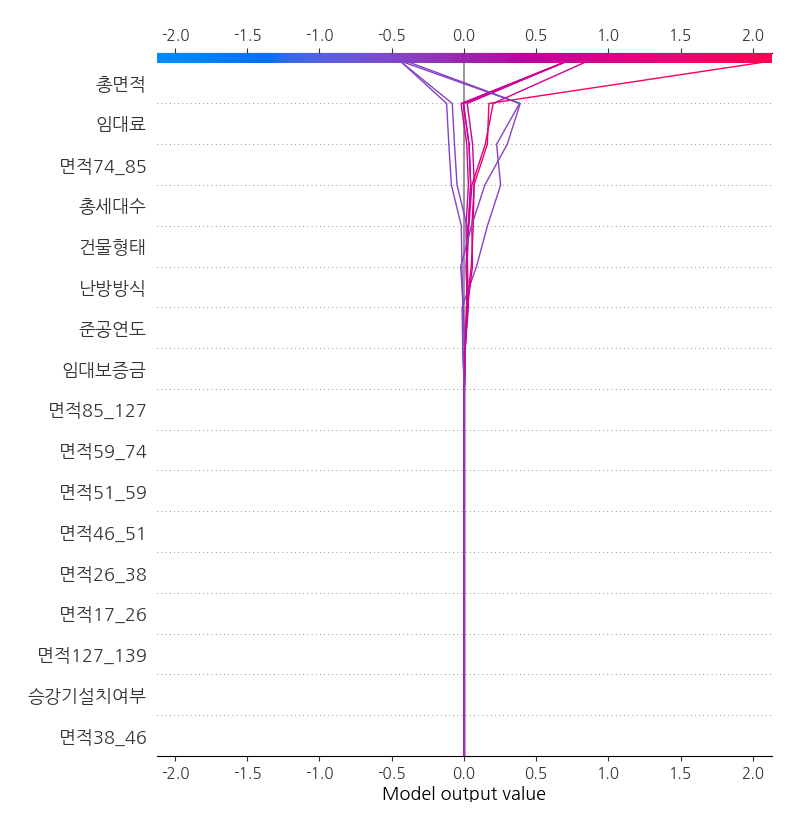 -2.0 -1.5 -1.0 -0.5 0.0 0.5 1.0 1.5 2.0
총면적
임대료
면적74_85
총세대수
건물형태
난방방식
준공연도
임대보증금
면적85_127
면적59_74
면적51_59
면적46_51
면적26_38
면적17_26
면적127_139
승강기설치여부
면적38_46
-2.0 -1.5 -1.0 -0.5 0.0 0.5 1.0 1.5 2.0
Model output value